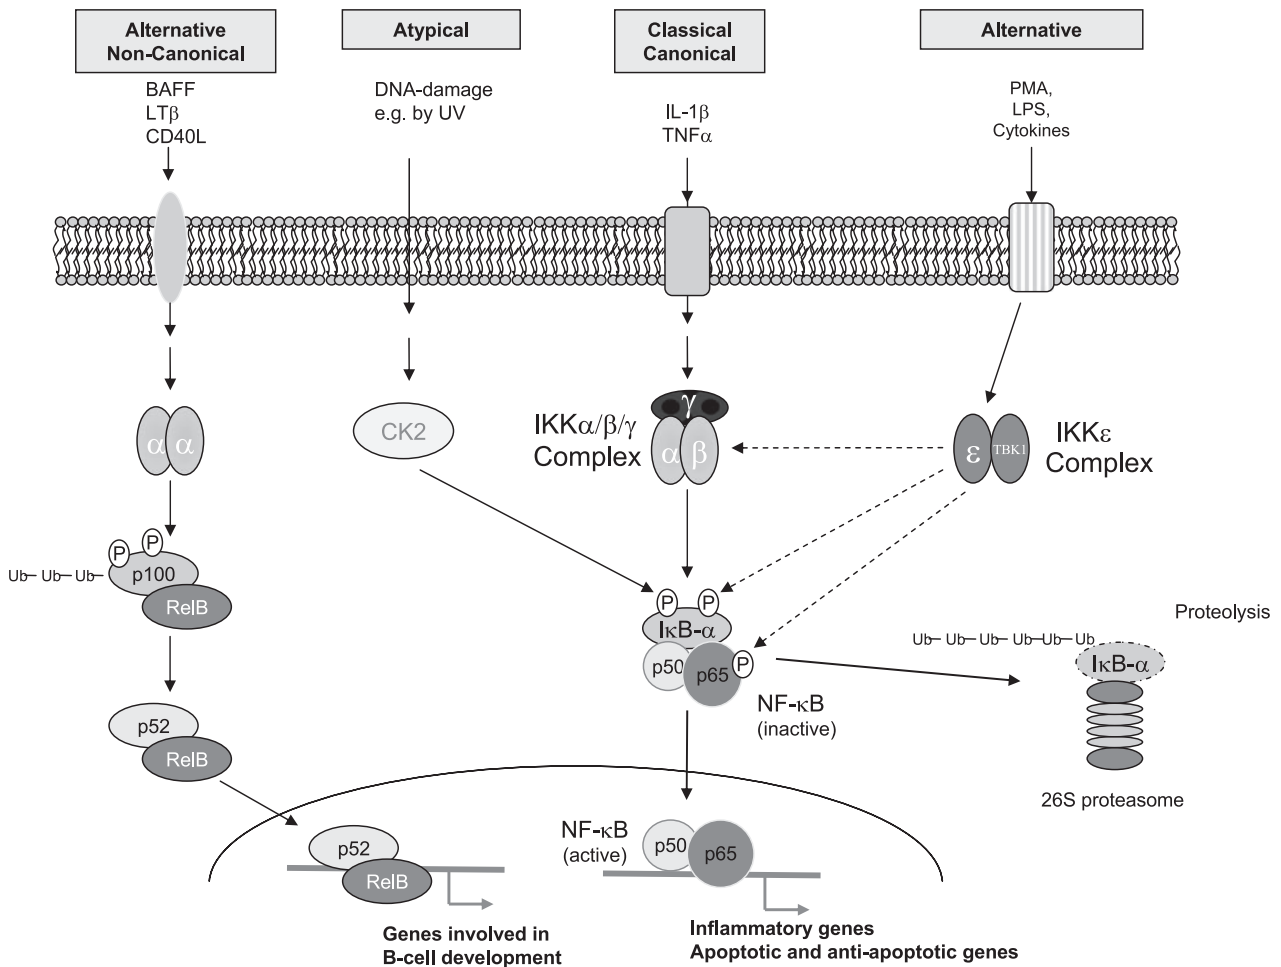 Alternative
Non-Canonical
Atypical
Classical
Canonical
Alternative
BAFF
LTβ
CD40L
DNA-damage
e.g. by UV
IL-1β
TNFα
PMA,
LPS,
Cytokines
α α
CK2
IKKα/β/γ
Complex
γ
α β
ε TBK1
IKKε
Complex
P P
Ub Ub Ub p100
RelB
P P
IκB-α
p50 p65 P
NF-κB
(inactive)
Proteolysis
Ub Ub Ub Ub Ub Ub
IκB-α
26S proteasome
p52
RelB
p52
RelB
NF-κB
(active)
p50 p65
Genes involved in
B-cell development
Inflammatory genes
Apoptotic and anti-apoptotic genes